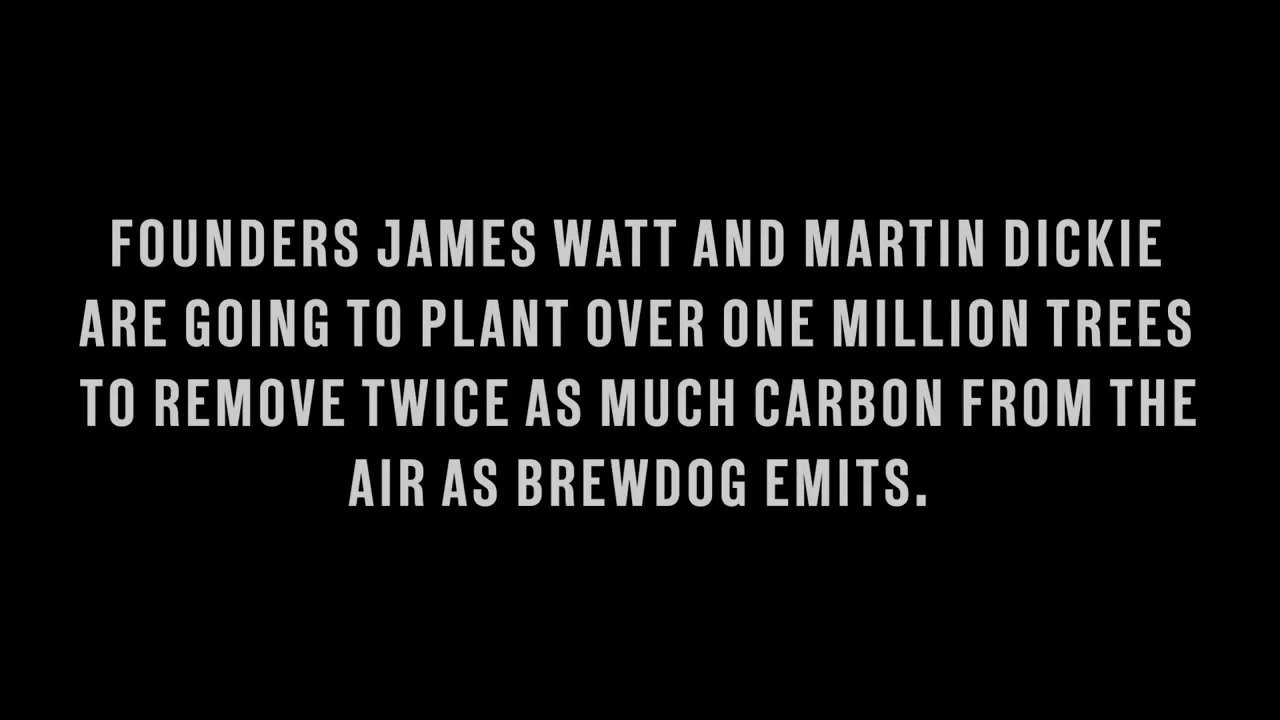 FOUNDERS JAMES WATT AND MARTIN DICKIE
ARE GOING TO PLANT OVER ONE MILLION TREES
TO REMOVE TWICE AS MUCH CARBON FROM THE
AIR AS BREWDOG EMITS.